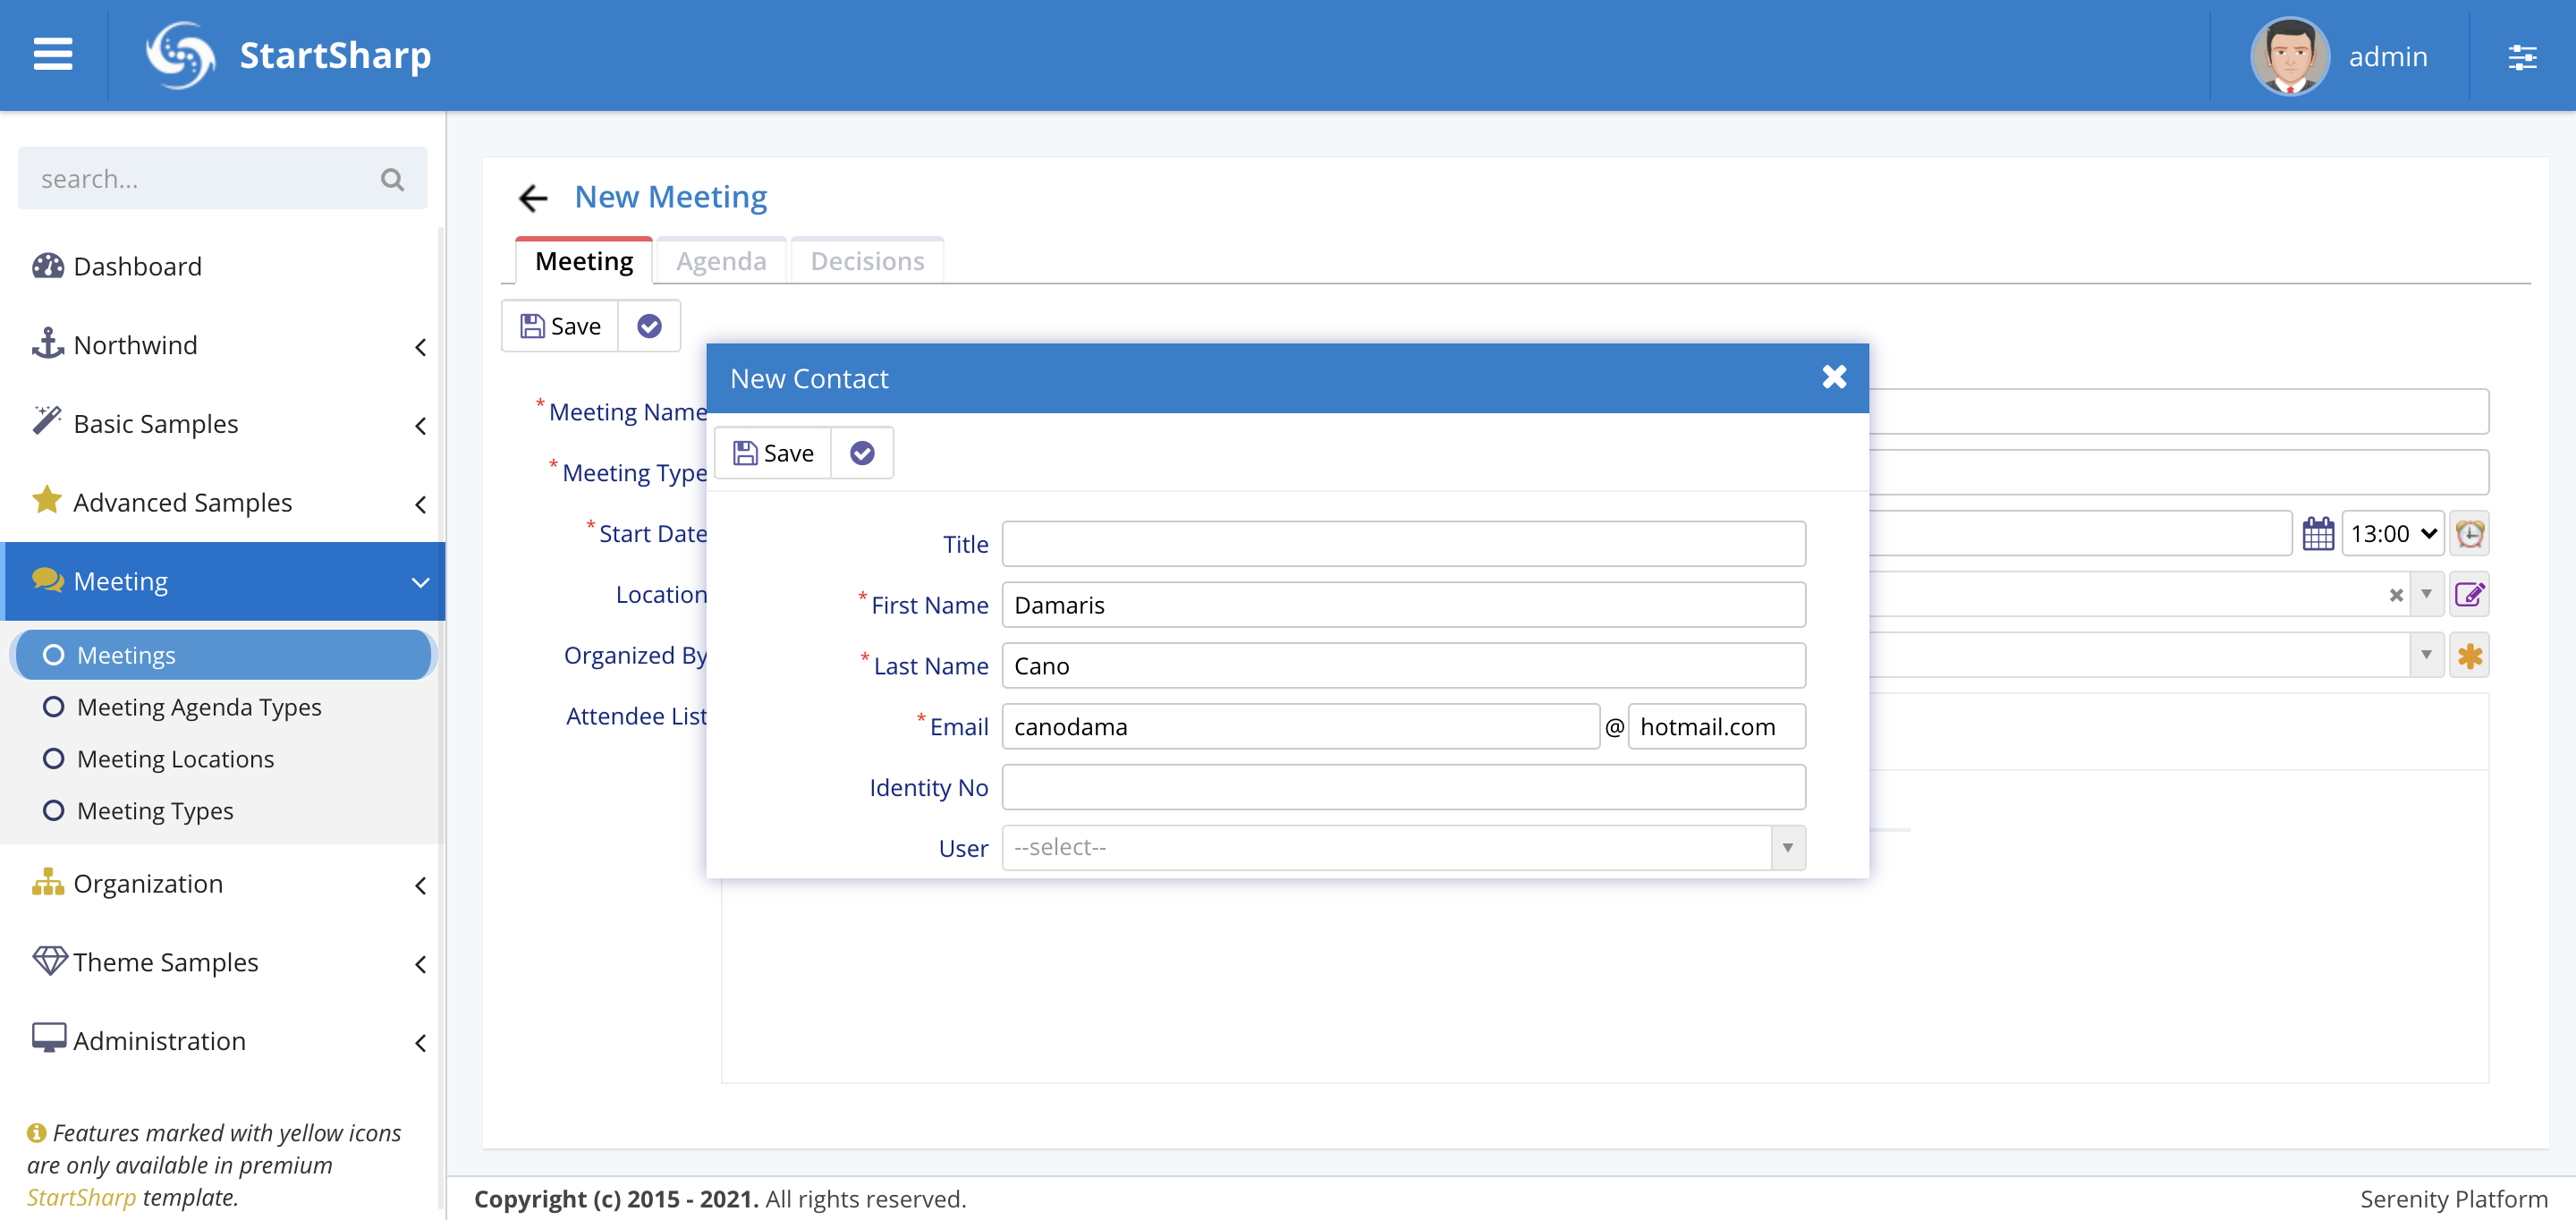 StartSharp
admin
search...
Dashboard
Northwind
Basic Samples
Advanced Samples
Meeting
Meetings
Meeting Agenda Types
Meeting Locations
Meeting Types
Organization
Theme Samples
Administration
Features marked with yellow icons
are only available in premium
StartSharp template.
New Meeting
Meeting Agenda Decisions
Save
* Meeting Name
* Meeting Type
* Start Date
13:00
Location
Organized By
Attendee List
New Contact
Save
Title
* First Name Damaris
* Last Name Cano
* Email canodama @ hotmail.com
Identity No
User --select--
Copyright (c) 2015 - 2021. All rights reserved.
Serenity Platform